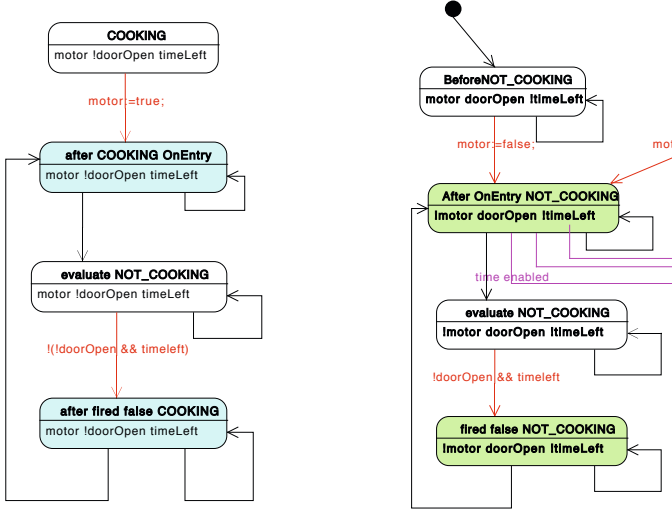 COOKING
motor !doorOpen timeLeft
motor:=true;
after COOKING OnEntry
motor !doorOpen timeLeft
evaluate NOT_COOKING
motor !doorOpen timeLeft
!(!doorOpen && timeleft)
after fired false COOKING
motor !doorOpen timeLeft
BeforeNOT_COOKING
motor doorOpen !timeLeft
motor:=false;
mot
After OnEntry NOT_COOKING
!motor doorOpen !timeLeft
time enabled
evaluate NOT_COOKING
!motor doorOpen !timeLeft
!doorOpen && timeleft
fired false NOT_COOKING
!motor doorOpen !timeLeft